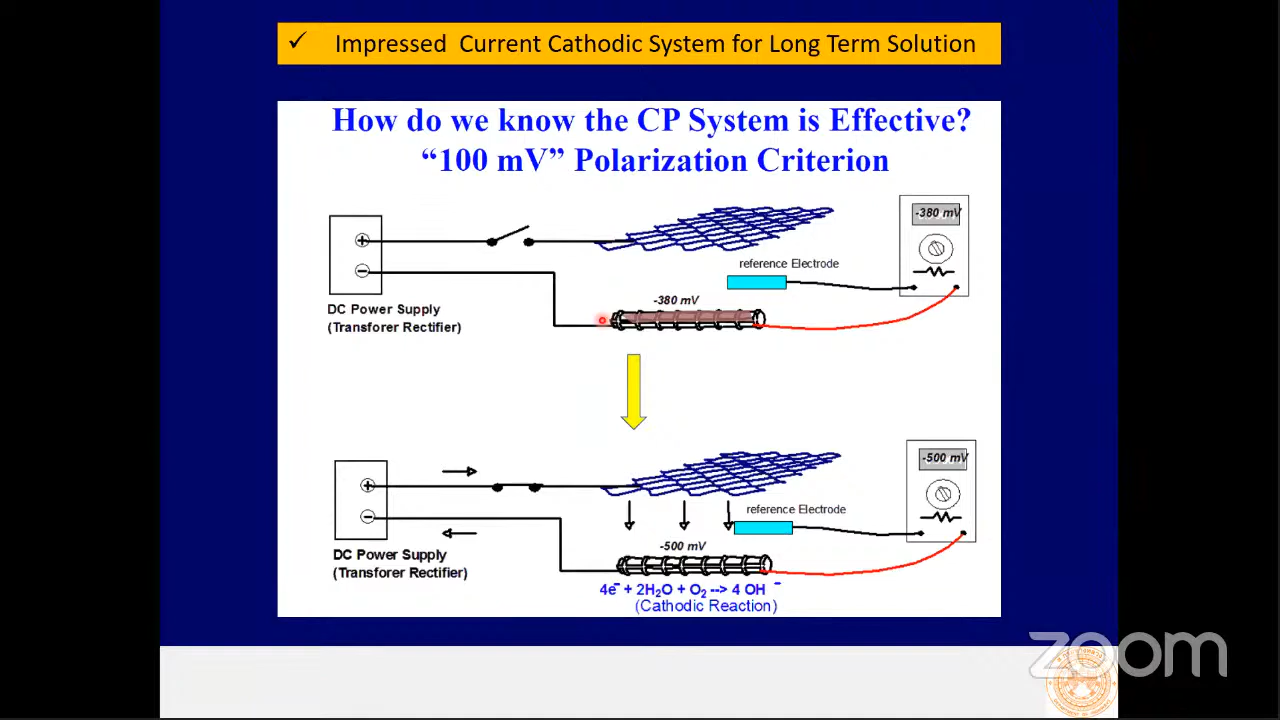 ✓ Impressed Current Cathodic System for Long Term Solution
How do we know the CP System is Effective?
“100 mV” Polarization Criterion
-380 mV
+
reference Electrode
−
-380 mV
DC Power Supply
(Transforer Rectifier)
-500 mV
+
reference Electrode
−
-500 mV
DC Power Supply
(Transforer Rectifier)
4e⁻ + 2H₂O + O₂ --> 4 OH⁻
(Cathodic Reaction)
zoom